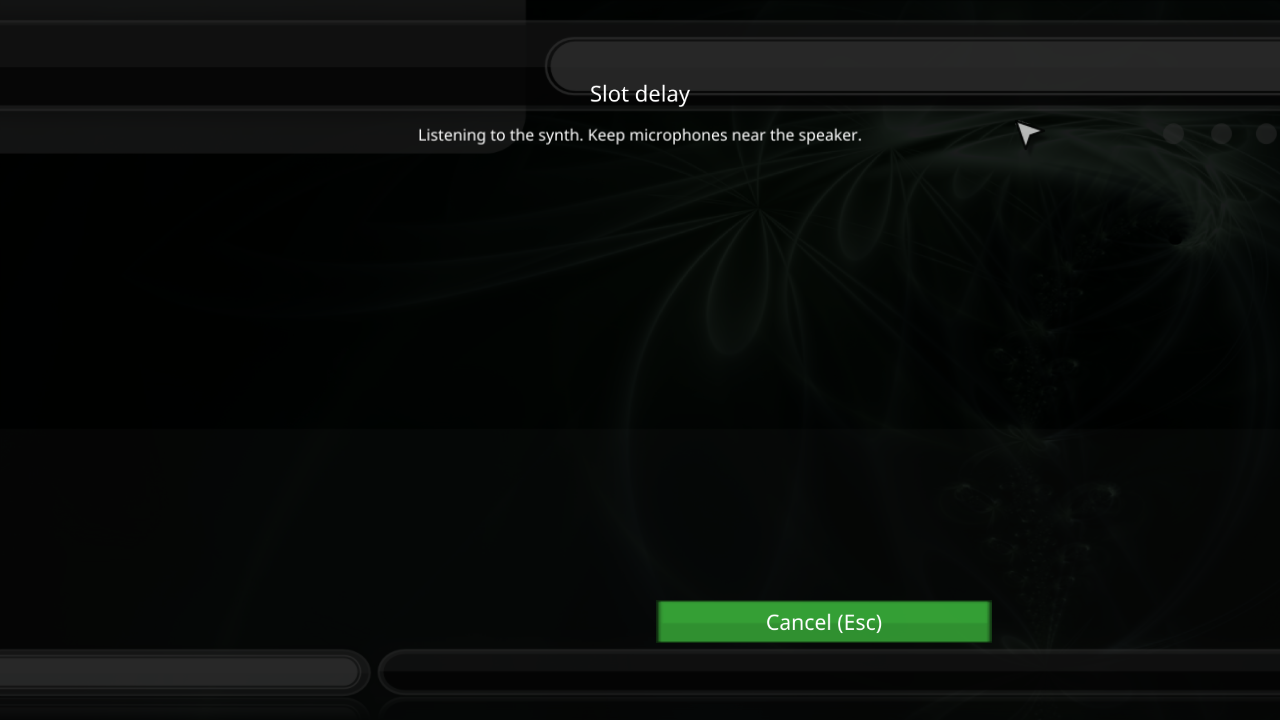 Slot delay
Listening to the synth. Keep microphones near the speaker.
Cancel (Esc)